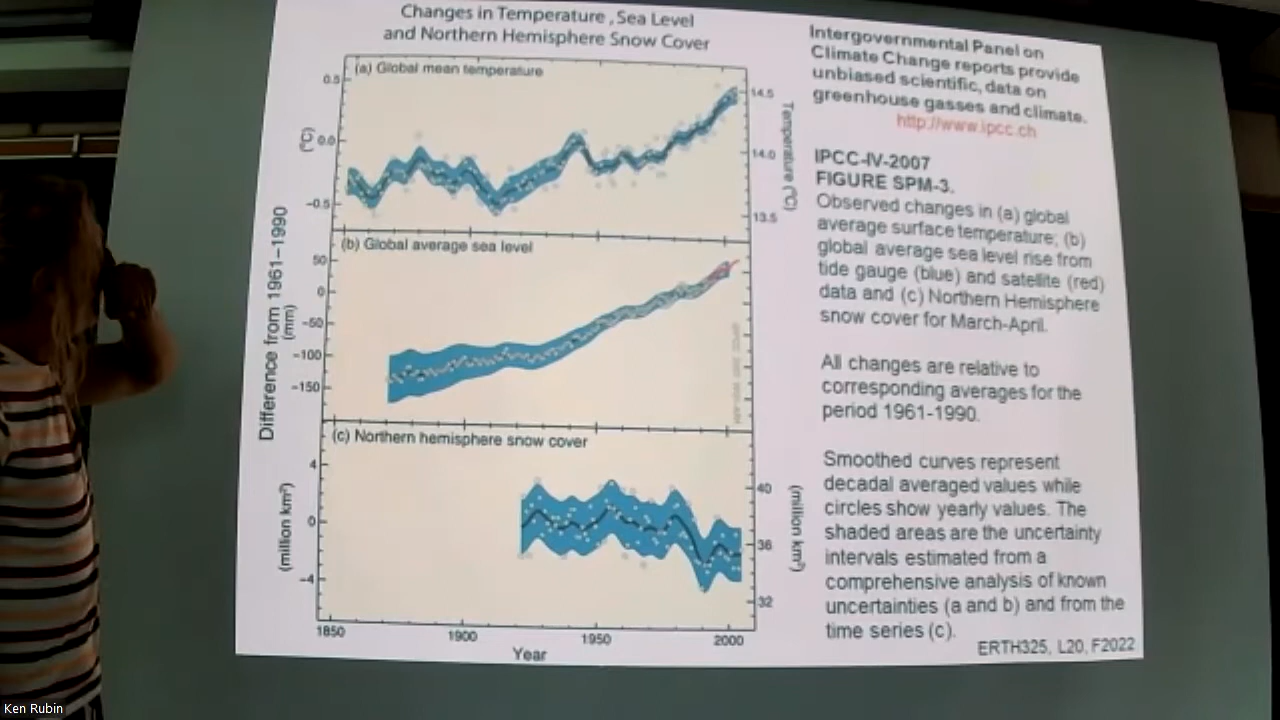 Changes in Temperature , Sea Level
and Northern Hemisphere Snow Cover
(a) Global mean temperature
0.5
0.0
−0.5
(°C)
14.5
14.0
13.5
Temperature (°C)
(b) Global average sea level
50
0
−50
−100
−150
Difference from 1961–1990
(mm)
(c) Northern hemisphere snow cover
4
0
−4
(million km²)
40
36
32
(million km²)
1850
1900
1950
2000
Year
Intergovernmental Panel on
Climate Change reports provide
unbiased scientific, data on
greenhouse gasses and climate.
http://www.ipcc.ch
IPCC-IV-2007
FIGURE SPM-3.
Observed changes in (a) global
average surface temperature; (b)
global average sea level rise from
tide gauge (blue) and satellite (red)
data and (c) Northern Hemisphere
snow cover for March-April.
All changes are relative to
corresponding averages for the
period 1961-1990.
Smoothed curves represent
decadal averaged values while
circles show yearly values. The
shaded areas are the uncertainty
intervals estimated from a
comprehensive analysis of known
uncertainties (a and b) and from the
time series (c).
ERTH325, L20, F2022
Ken Rubin